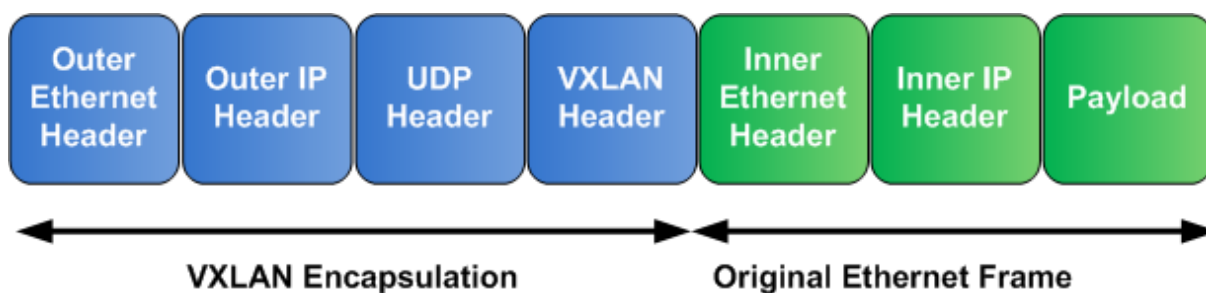 Outer
Ethernet
Header
Outer IP
Header
UDP
Header
VXLAN
Header
Inner
Ethernet
Header
Inner IP
Header
Payload
VXLAN Encapsulation
Original Ethernet Frame